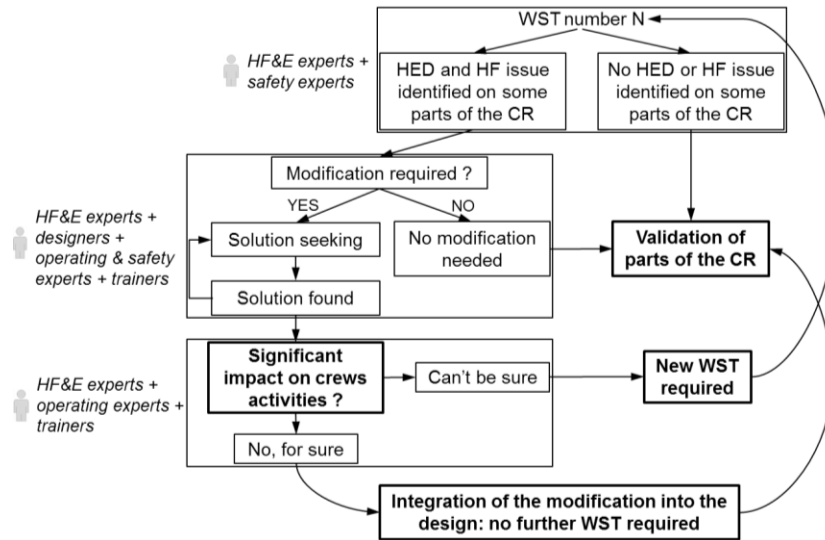 WST number N
HF&E experts +
safety experts
HED and HF issue
identified on some
parts of the CR
No HED or HF issue
identified on some
parts of the CR
Modification required ?
YES
NO
HF&E experts +
designers +
operating & safety
experts + trainers
Solution seeking
No modification
needed
Validation of
parts of the CR
Solution found
Significant
impact on crews
activities ?
Can't be sure
New WST
required
HF&E experts +
operating experts +
trainers
No, for sure
Integration of the modification into the
design: no further WST required